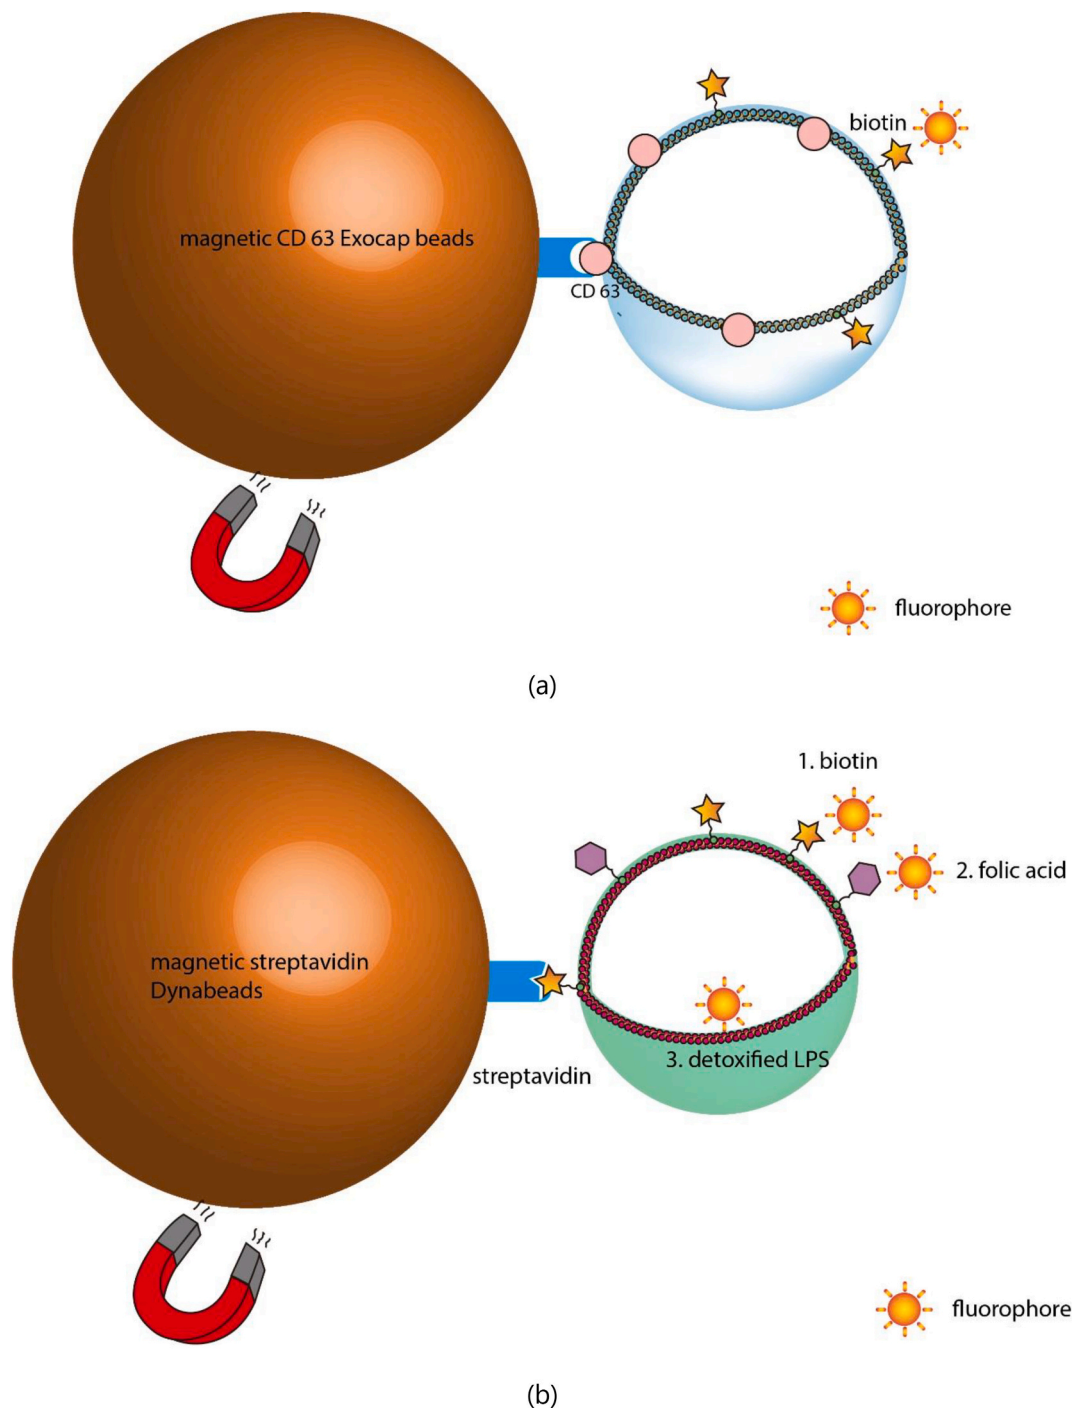 magnetic CD 63 Exocap beads
biotin
CD 63
fluorophore
(a)
1. biotin
2. folic acid
magnetic streptavidin
Dynabeads
3. detoxified LPS
streptavidin
fluorophore
(b)